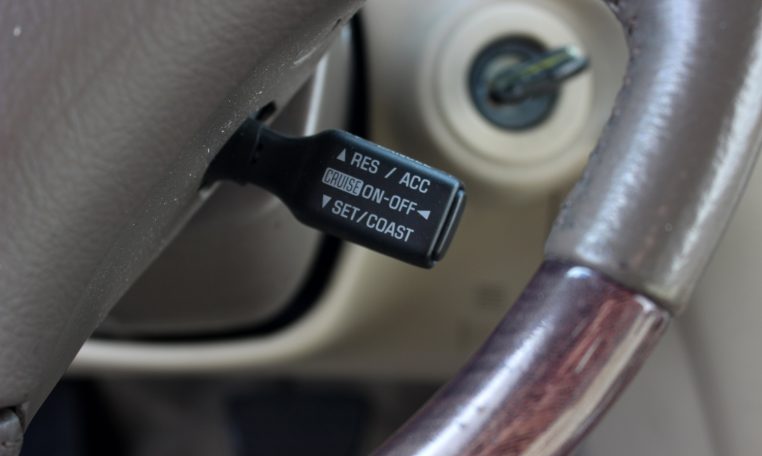 ▲ RES / ACC
CRUISE ON-OFF ◄
▼ SET/COAST